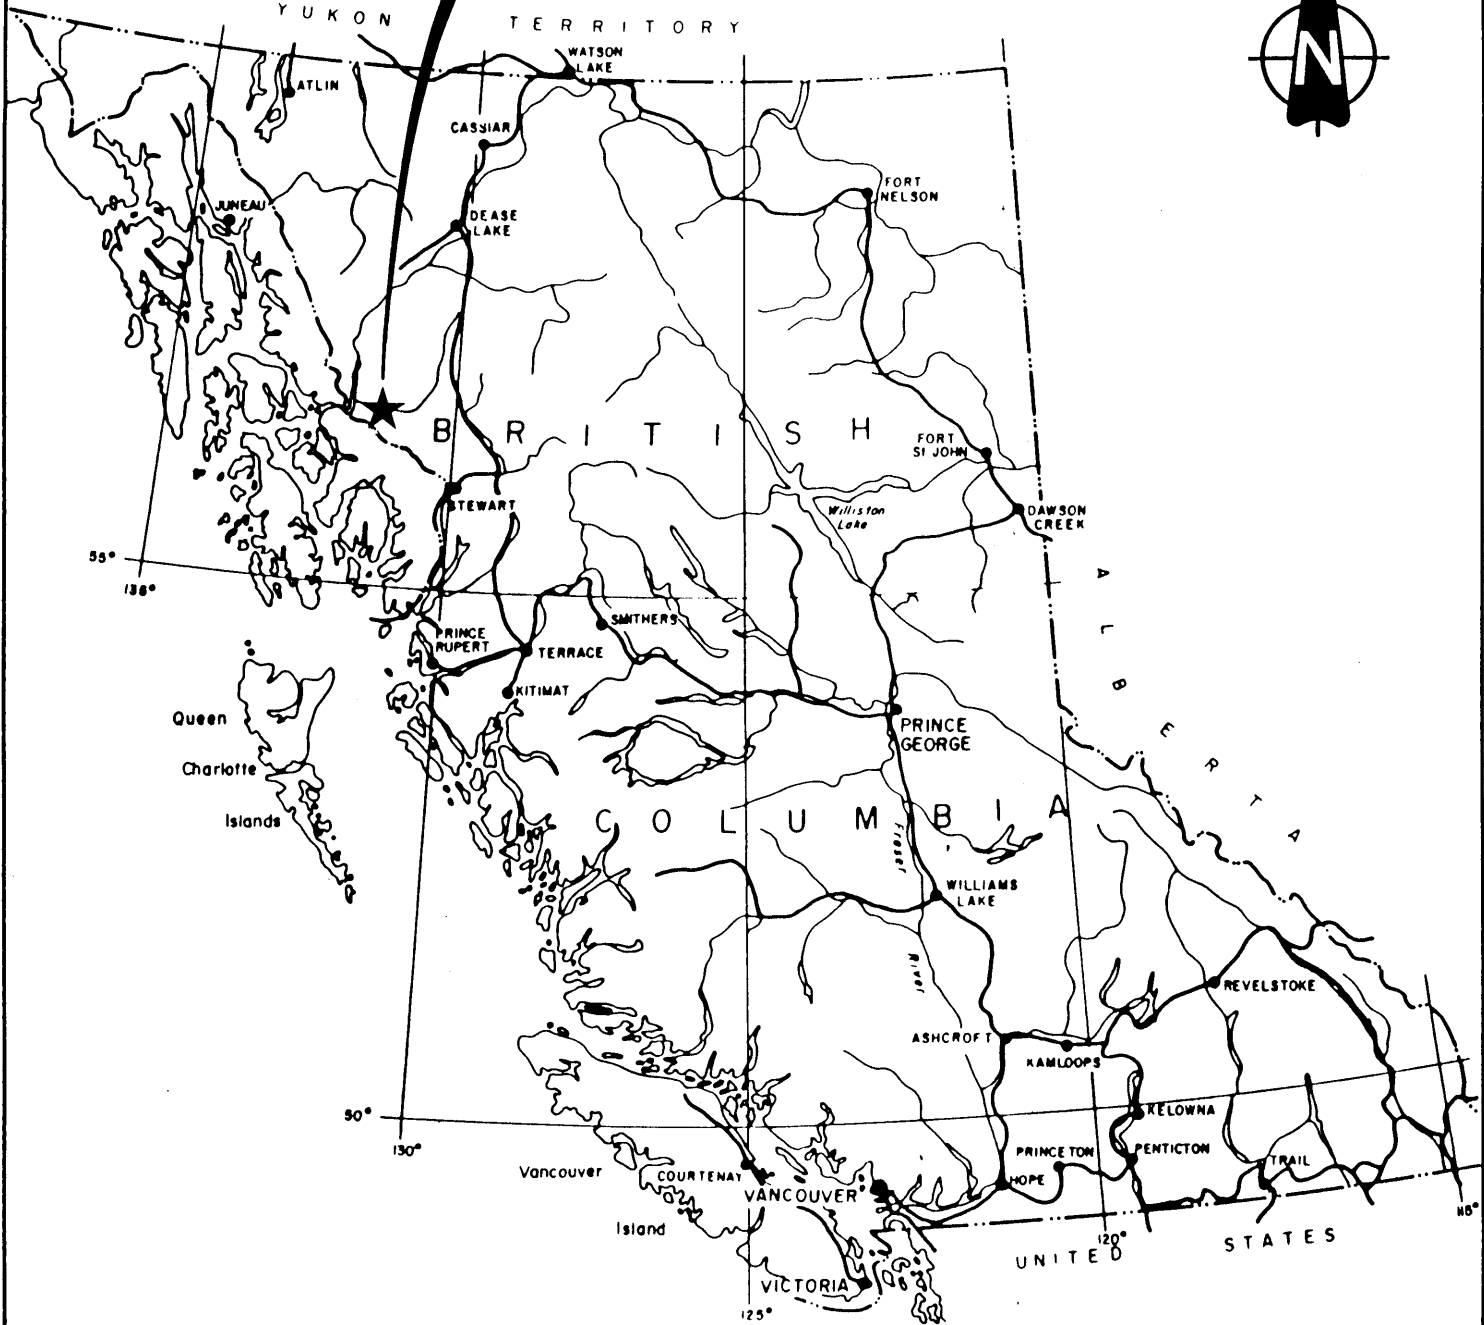 YUKON TERRITORY
N
WATSON
LAKE
ATLIN
CASSIAR
FORT
NELSON
JUNEAU
DEASE
LAKE
BRITISH
FORT
St JOHN
STEWART
Williston
Lake
DAWSON
CREEK
55°
138°
ALBERTA
SMITHERS
PRINCE
RUPERT
TERRACE
KITIMAT
Queen
Charlotte
Islands
PRINCE
GEORGE
COLUMBIA
Fraser
River
WILLIAMS
LAKE
REVELSTOKE
ASHCROFT
KAMLOOPS
50°
130°
KELOWNA
PRINCETON
PENTICTON
Vancouver
Island
COURTENAY
VANCOUVER
HOPE
TRAIL
115°
120°
UNITED STATES
VICTORIA
125°